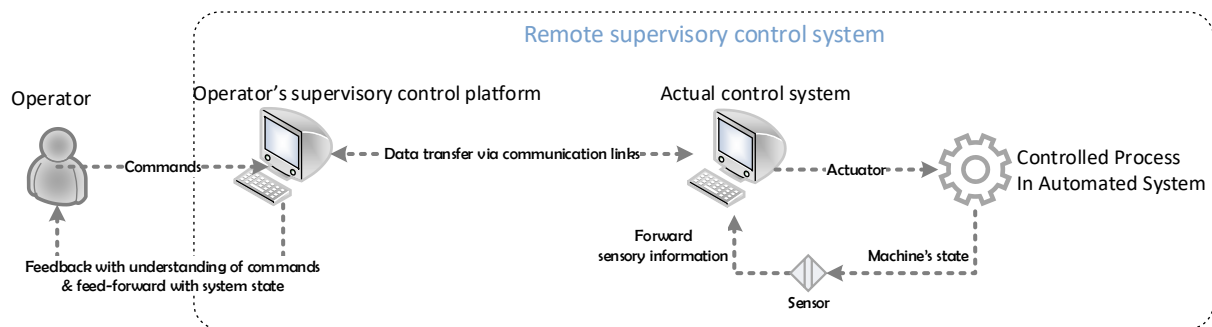 Remote supervisory control system
Operator
Operator's supervisory control platform
Actual control system
Commands
Data transfer via communication links
Actuator
Controlled Process
In Automated System
Feedback with understanding of commands
& feed-forward with system state
Forward
sensory information
Machine's state
Sensor